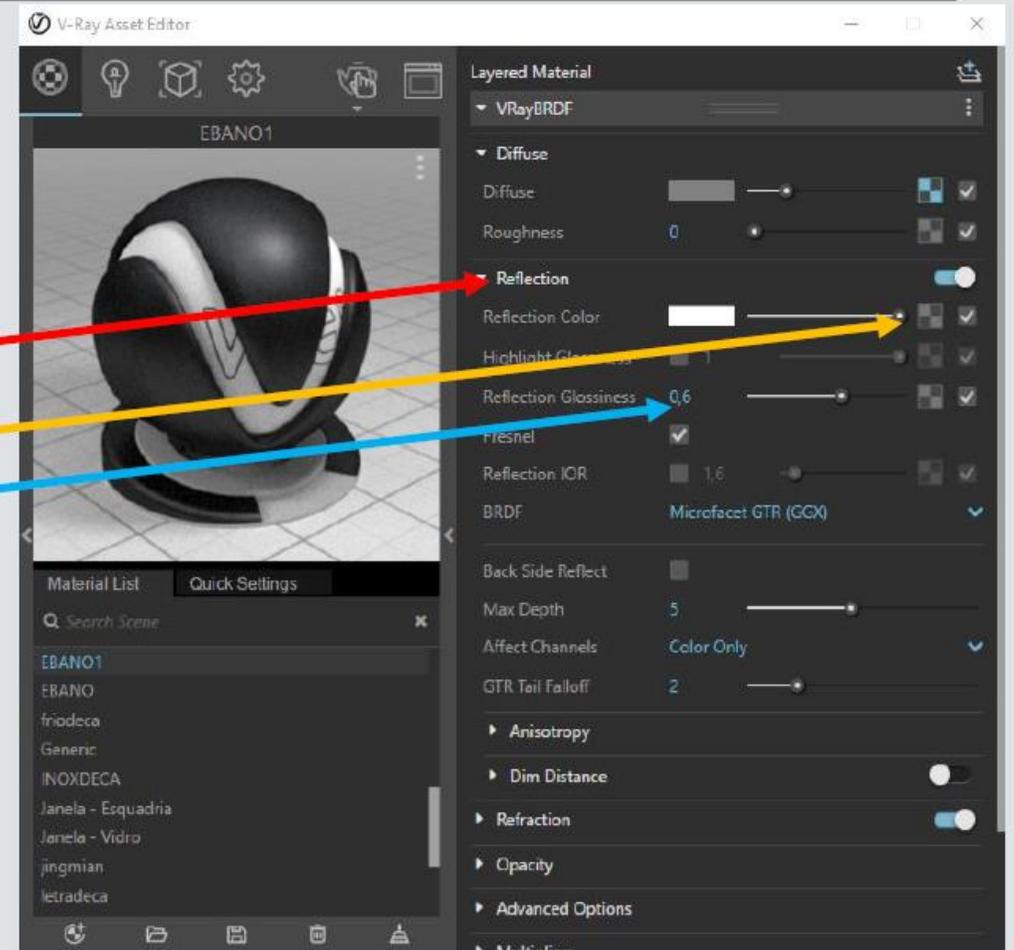 V-Ray Asset Editor
EBANO1
Material List
Quick Settings
Search Scene
EBANO1
EBANO
friodeca
Generic
INOXDECA
Janela - Esquadria
Janela - Vidro
jingmian
letradeca
Layered Material
VRayBRDF
Diffuse
Diffuse
Roughness 0
Reflection
Reflection Color
Highlight Glossiness 1
Reflection Glossiness 0,6
Fresnel
Reflection IOR 1,6
BRDF Microfacet GTR (GGX)
Back Side Reflect
Max Depth 5
Affect Channels Color Only
GTR Tail Falloff 2
Anisotropy
Dim Distance
Refraction
Opacity
Advanced Options